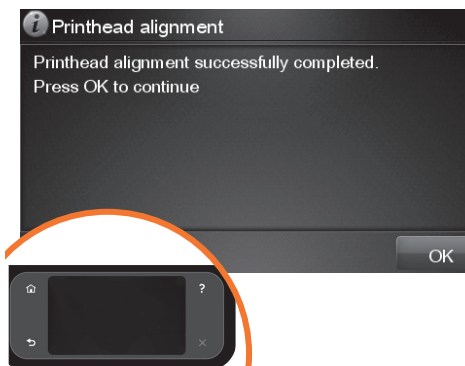 Printhead alignment
Printhead alignment successfully completed.
Press OK to continue
OK
?